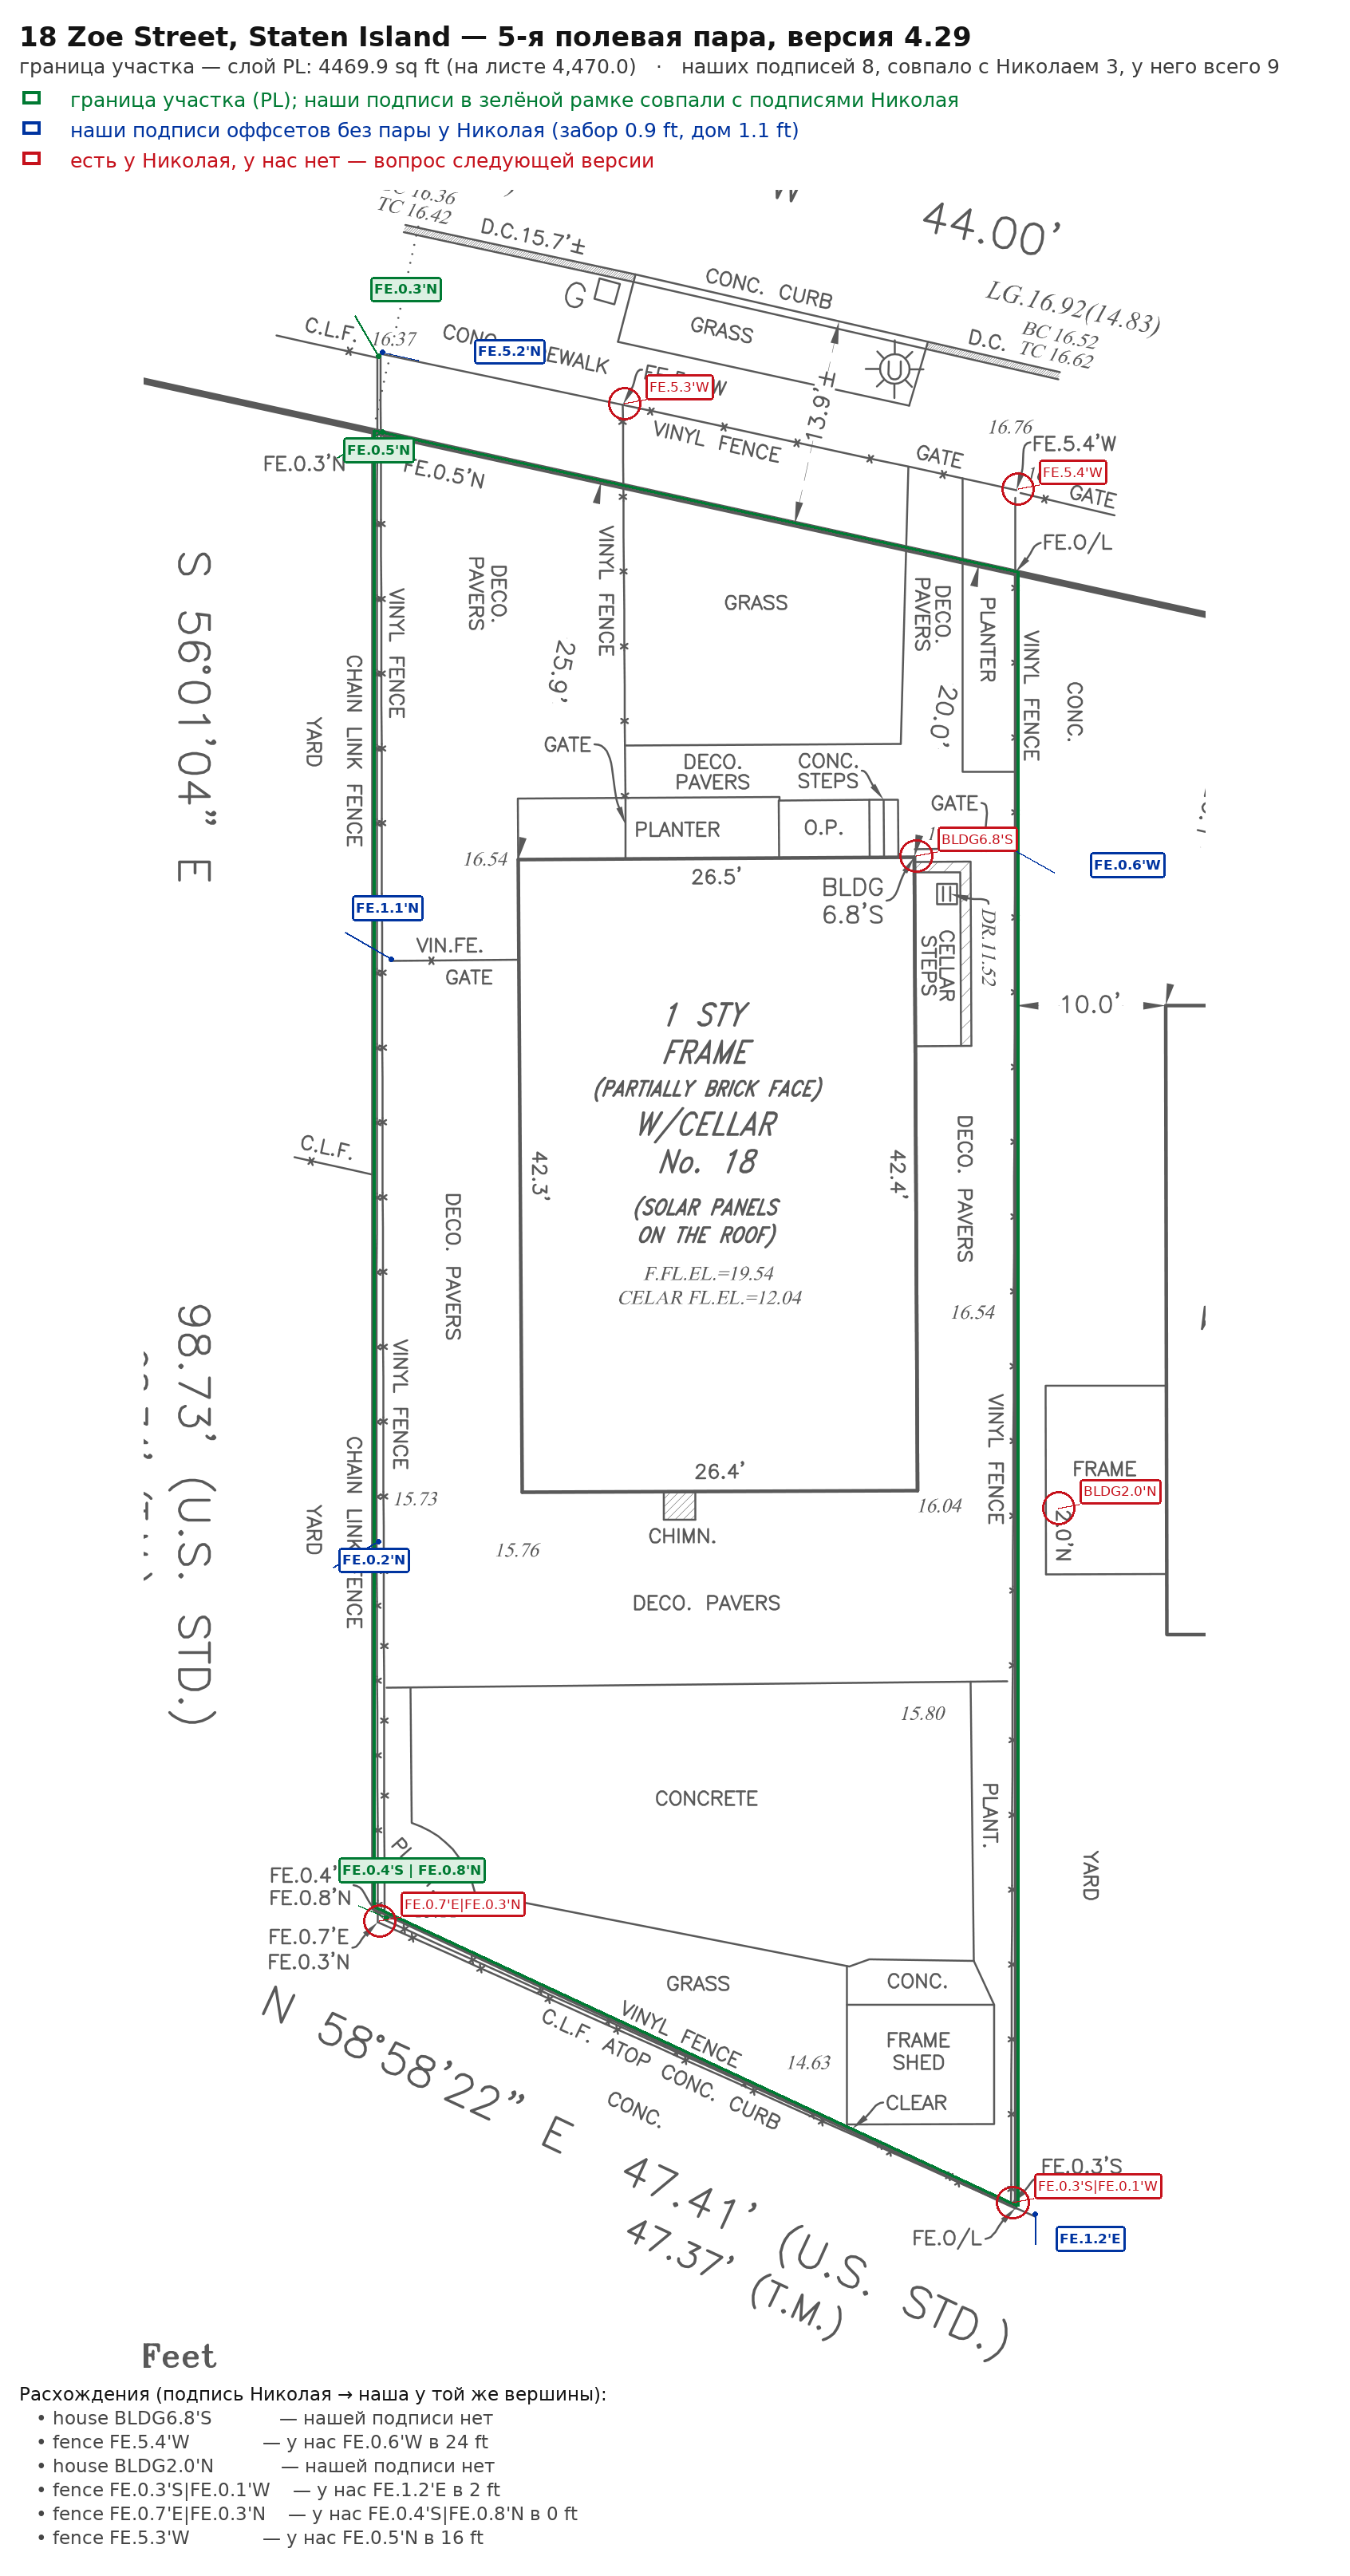 18 Zoe Street, Staten Island — 5-я полевая пара, версия 4.29
граница участка — слой PL: 4469.9 sq ft (на листе 4,470.0) · наших подписей 8, совпало с Николаем 3, у него всего 9
граница участка (PL); наши подписи в зелёной рамке совпали с подписями Николая
наши подписи оффсетов без пары у Николая (забор 0.9 ft, дом 1.1 ft)
есть у Николая, у нас нет — вопрос следующей версии
16.36
TC 16.42
D.C.15.7'±
44.00'
CONC. CURB
LG.16.92(14.83)
BC 16.52
TC 16.62
FE.0.3'N
G
GRASS
D.C.
C.L.F.
16.37
FE.5.2'N
U
FE.5.3'W
13.9'±
VINYL FENCE
GATE
16.76
FE.5.4'W
FE.5.4'W
GATE
FE.0.5'N
FE.0.3'N
FE.0.5'N
FE.O/L
S 56°01'04" E
VINYL FENCE
CHAIN LINK FENCE
YARD
DECO.
PAVERS
VINYL FENCE
25.9'
GRASS
DECO.
PAVERS
20.0'
PLANTER
VINYL FENCE
CONC.
GATE
DECO.
PAVERS
CONC.
STEPS
GATE
PLANTER
O.P.
16.54
26.5'
BLDG6.8'S
FE.0.6'W
BLDG
6.8'S
FE.1.1'N
VIN.FE.
GATE
CELLAR
STEPS
DR.11.52
10.0'
1 STY
FRAME
(PARTIALLY BRICK FACE)
W/CELLAR
No. 18
(SOLAR PANELS
ON THE ROOF)
F.FL.EL.=19.54
CELAR FL.EL.=12.04
C.L.F.
42.3'
42.4'
DECO. PAVERS
DECO. PAVERS
16.54
98.73' (U.S. STD.)
VINYL FENCE
CHAIN LINK
YARD
VINYL FENCE
26.4'
15.73
16.04
FRAME
BLDG2.0'N
2.0'N
CHIMN.
15.76
FE.0.2'N
DECO. PAVERS
15.80
CONCRETE
PLANT.
YARD
FE.0.4'S | FE.0.8'N
FE.0.8'N
FE.0.7'E|FE.0.3'N
FE.0.7'E
FE.0.3'N
GRASS
CONC.
VINYL FENCE
C.L.F. ATOP CONC. CURB
CONC.
FRAME
SHED
14.63
CLEAR
N 58°58'22" E 47.41' (U.S. STD.)
47.37' (T.M.)
FE.0.3'S
FE.0.3'S|FE.0.1'W
FE.O/L
FE.1.2'E
Feet
Расхождения (подпись Николая → наша у той же вершины):
• house BLDG6.8'S — нашей подписи нет
• fence FE.5.4'W — у нас FE.0.6'W в 24 ft
• house BLDG2.0'N — нашей подписи нет
• fence FE.0.3'S|FE.0.1'W — у нас FE.1.2'E в 2 ft
• fence FE.0.7'E|FE.0.3'N — у нас FE.0.4'S|FE.0.8'N в 0 ft
• fence FE.5.3'W — у нас FE.0.5'N в 16 ft